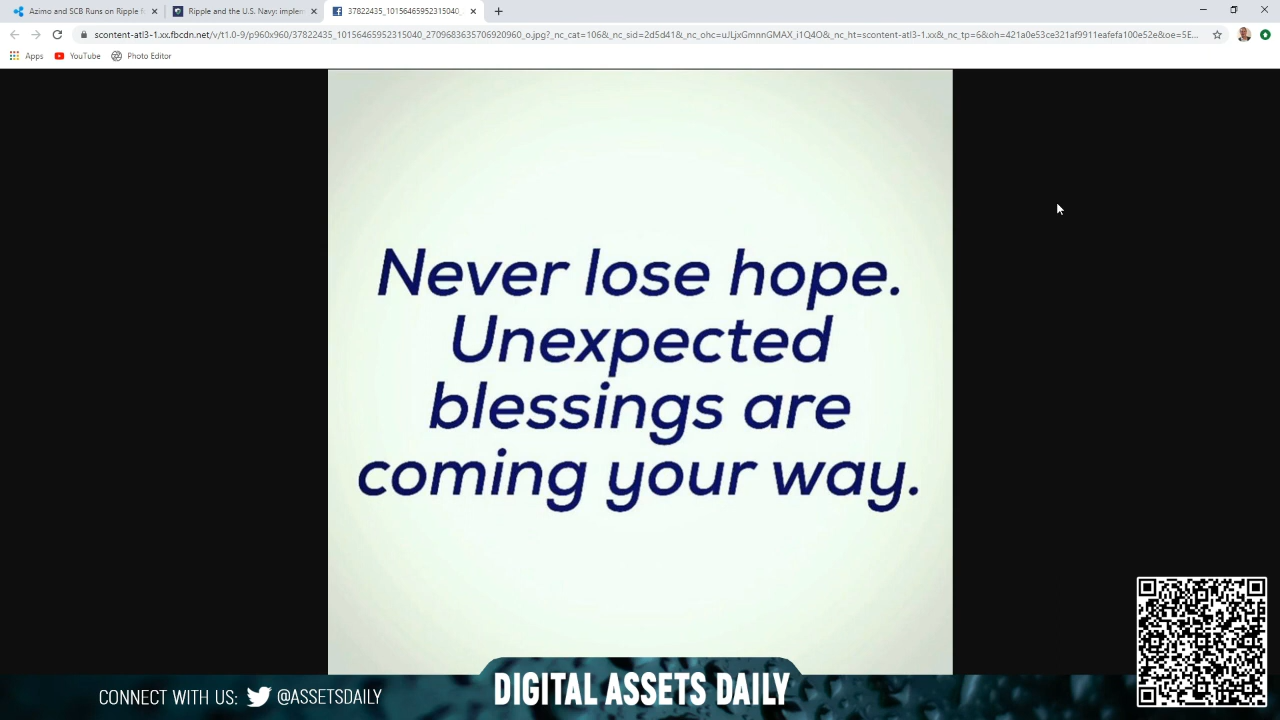 Azimo and SCB Runs on Ripple f
Ripple and the U.S. Navy: implem
37822435_10156465952315040_
Apps
YouTube
Photo Editor
Never lose hope.
Unexpected
blessings are
coming your way.
CONNECT WITH US: @ASSETSDAILY
DIGITAL ASSETS DAILY